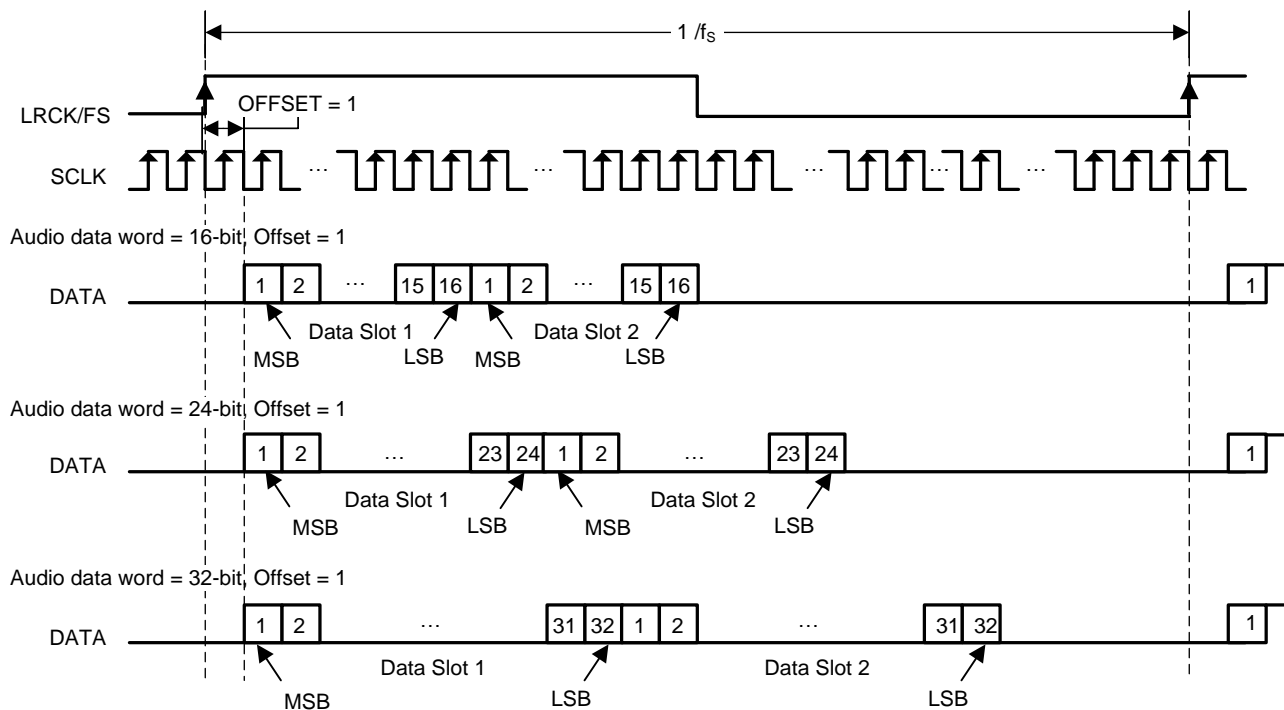 1 /fS
LRCK/FS
OFFSET = 1
SCLK
... ... ... ... ...
Audio data word = 16-bit, Offset = 1
DATA
1 2 ... 15 16 1 2 ... 15 16 1
Data Slot 1 Data Slot 2
MSB LSB MSB LSB
Audio data word = 24-bit, Offset = 1
DATA
1 2 ... 23 24 1 2 ... 23 24 1
Data Slot 1 Data Slot 2
MSB LSB MSB LSB
Audio data word = 32-bit, Offset = 1
DATA
1 2 ... 31 32 1 2 ... 31 32 1
Data Slot 1 Data Slot 2
MSB LSB LSB